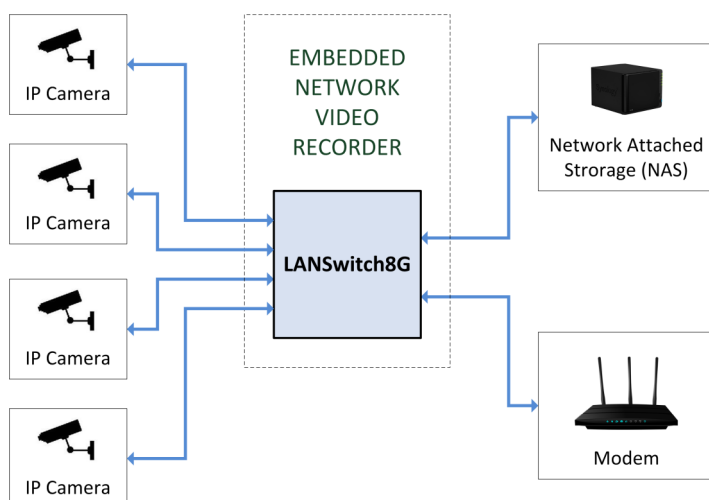 IP Camera
IP Camera
IP Camera
IP Camera
EMBEDDED
NETWORK
VIDEO
RECORDER
LANSwitch8G
Network Attached
Strorage (NAS)
Modem